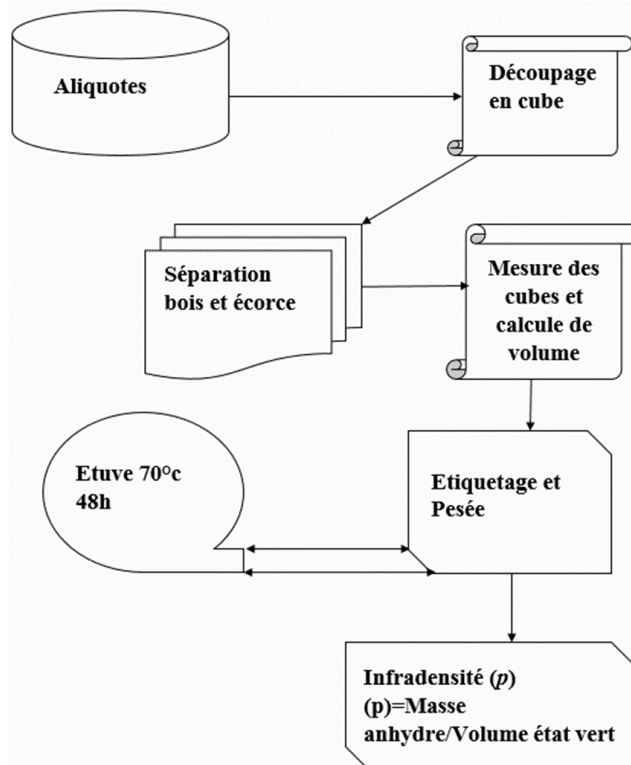 Aliquotes
Découpage
en cube
Séparation
bois et écorce
Mesure des
cubes et
calcule de
volume
Etuve 70°c
48h
Etiquetage et
Pesée
Infradensité (p)
(p)=Masse
anhydre/Volume état vert